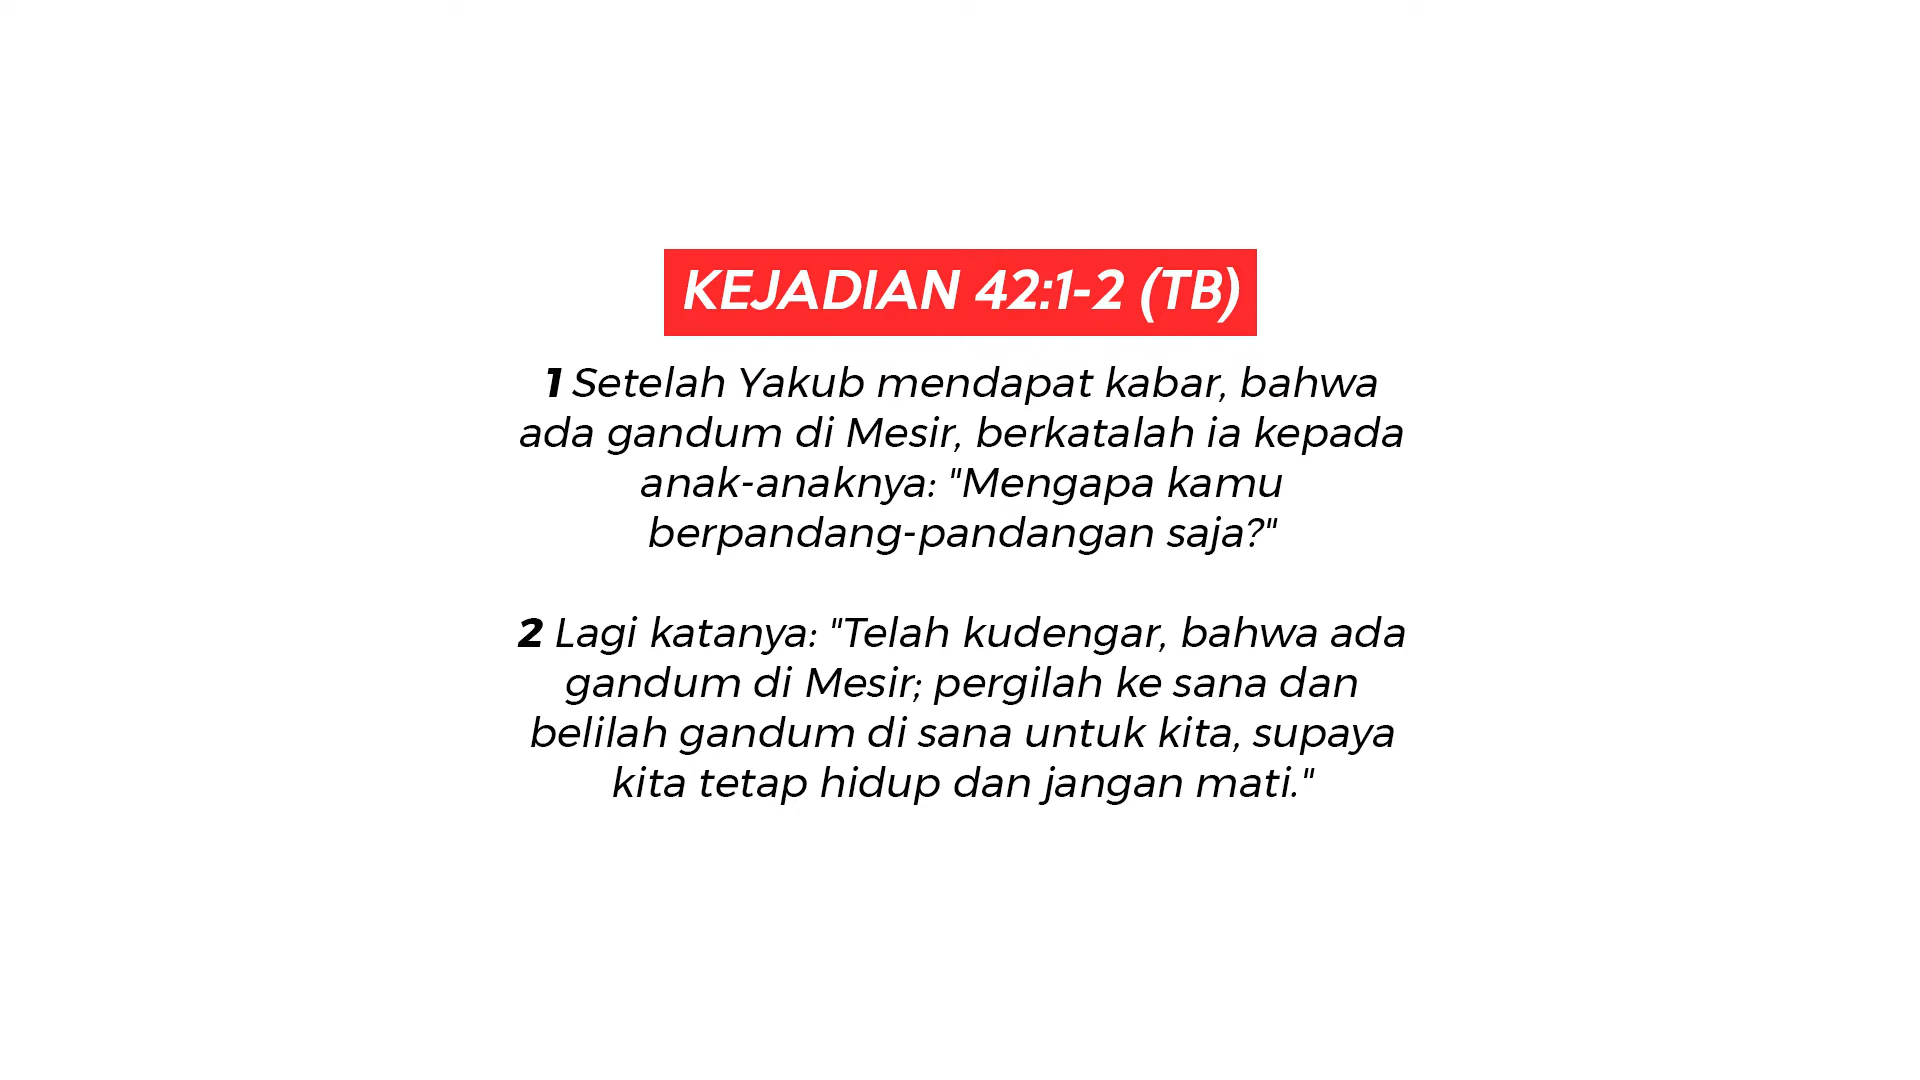 KEJADIAN 42:1-2 (TB)
1 Setelah Yakub mendapat kabar, bahwa
ada gandum di Mesir, berkatalah ia kepada
anak-anaknya: "Mengapa kamu
berpandang-pandangan saja?"
2 Lagi katanya: "Telah kudengar, bahwa ada
gandum di Mesir; pergilah ke sana dan
belilah gandum di sana untuk kita, supaya
kita tetap hidup dan jangan mati."